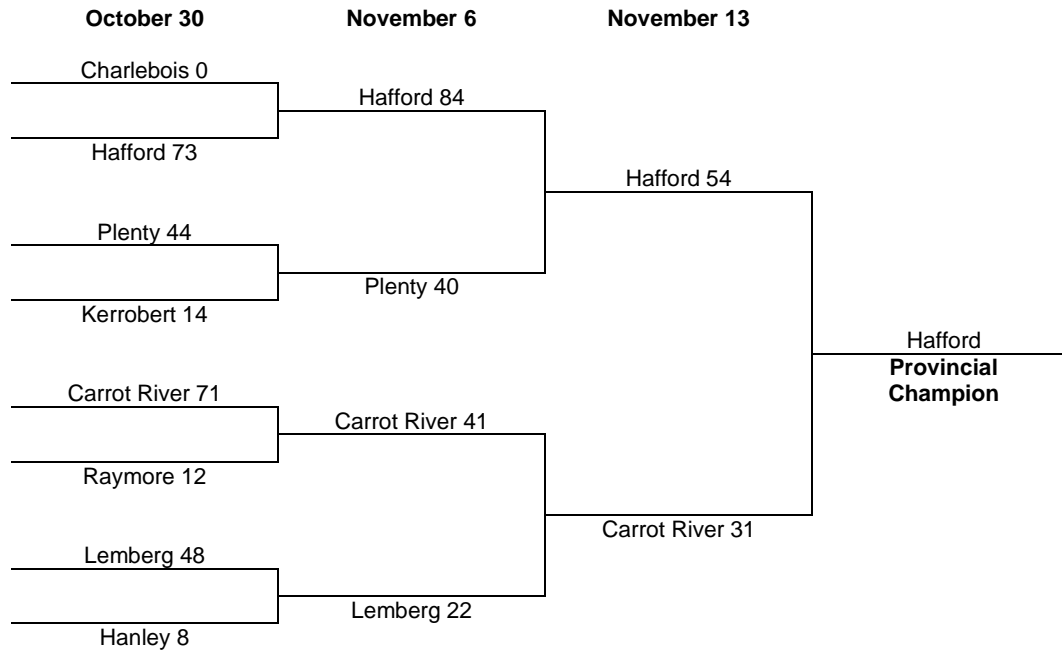 October 30
November 6
November 13
Charlebois 0
Hafford 84
Hafford 73
Hafford 54
Plenty 44
Plenty 40
Kerrobert 14
Hafford
Provincial
Champion
Carrot River 71
Carrot River 41
Raymore 12
Carrot River 31
Lemberg 48
Lemberg 22
Hanley 8